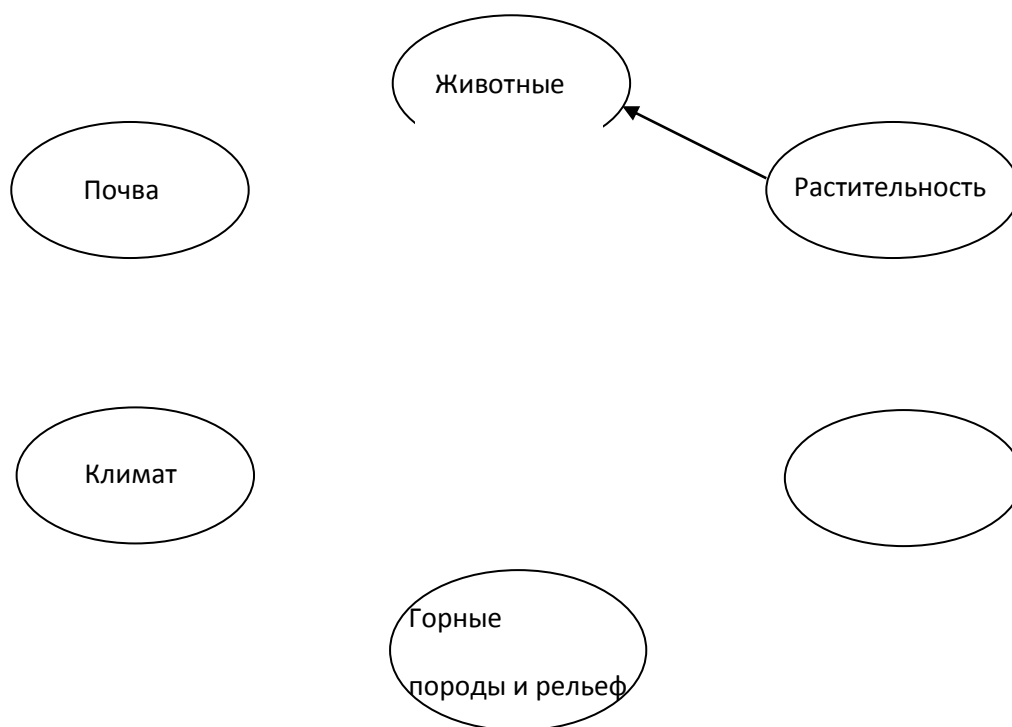 Животные
Почва
Растительность
Климат
Горные
породы и рельеф